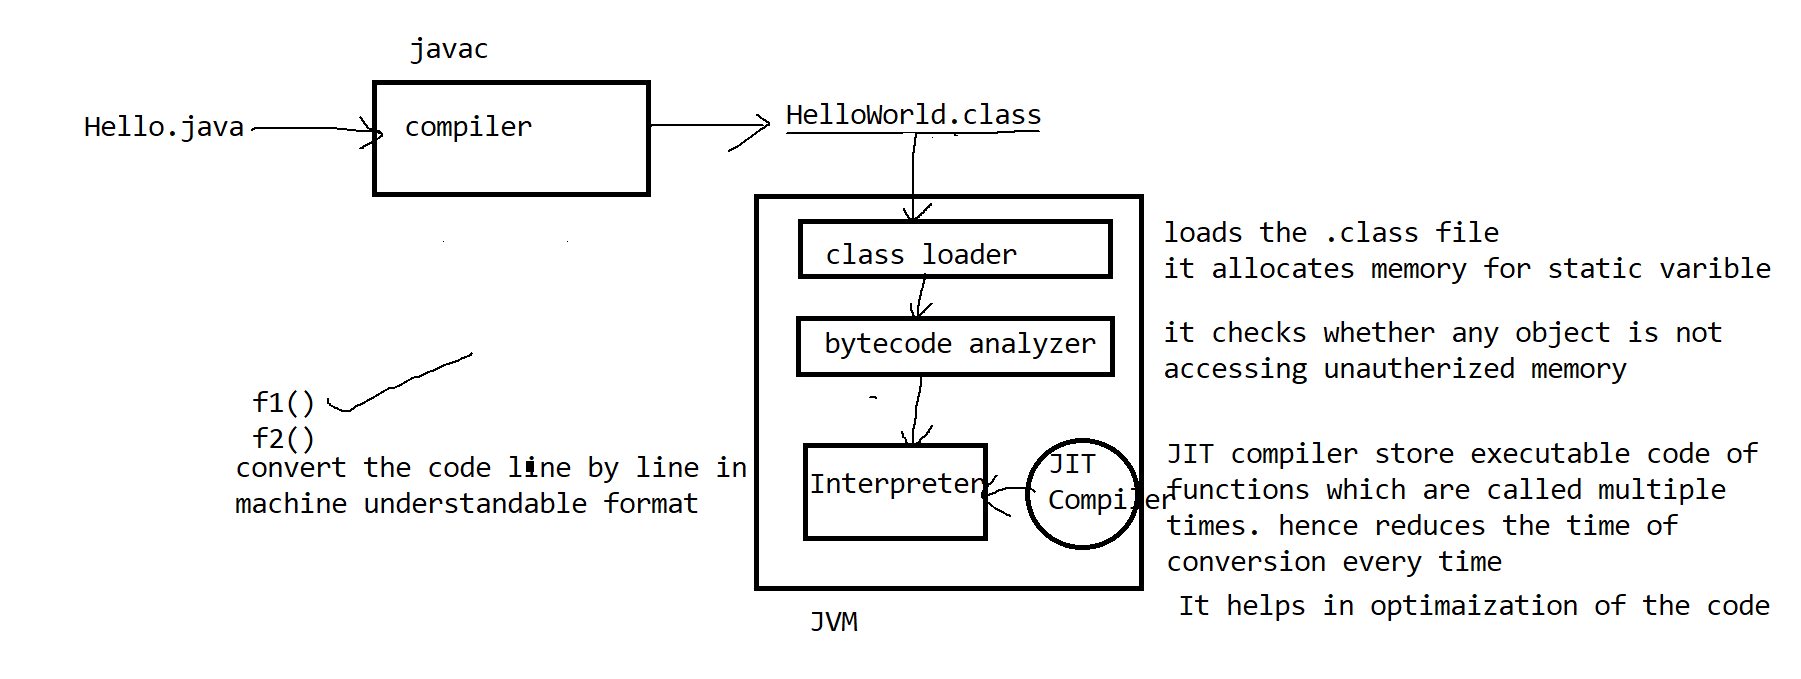 javac
Hello.java
compiler
HelloWorld.class
class loader
loads the .class file
it allocates memory for static varible
bytecode analyzer
it checks whether any object is not
accessing unautherized memory
f1()
f2()
convert the code line by line in
machine understandable format
Interpreter
JIT
Compiler
JIT compiler store executable code of
functions which are called multiple
times. hence reduces the time of
conversion every time
It helps in optimaization of the code
JVM